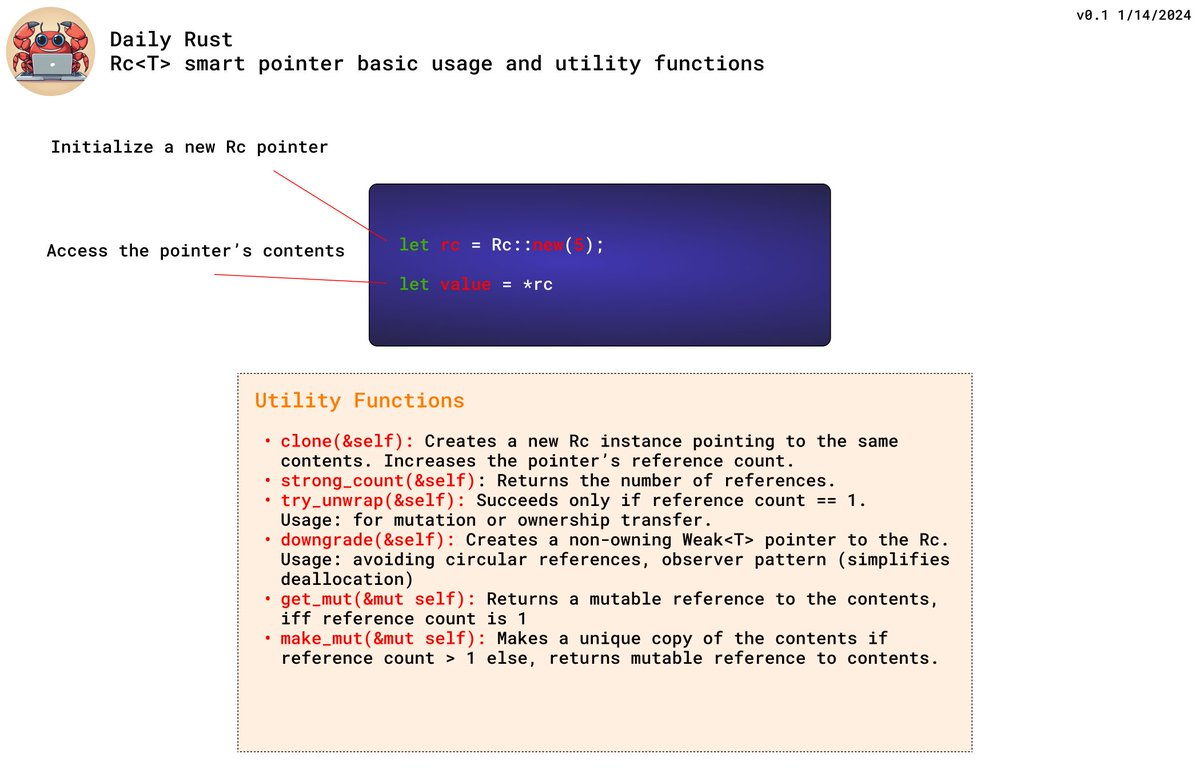 v0.1 1/14/2024
Daily Rust
Rc<T> smart pointer basic usage and utility functions
Initialize a new Rc pointer
Access the pointer’s contents
let rc = Rc::new(5);
let value = *rc
Utility Functions
• clone(&self): Creates a new Rc instance pointing to the same
contents. Increases the pointer’s reference count.
• strong_count(&self): Returns the number of references.
• try_unwrap(&self): Succeeds only if reference count == 1.
Usage: for mutation or ownership transfer.
• downgrade(&self): Creates a non-owning Weak<T> pointer to the Rc.
Usage: avoiding circular references, observer pattern (simplifies
deallocation)
• get_mut(&mut self): Returns a mutable reference to the contents,
iff reference count is 1
• make_mut(&mut self): Makes a unique copy of the contents if
reference count > 1 else, returns mutable reference to contents.